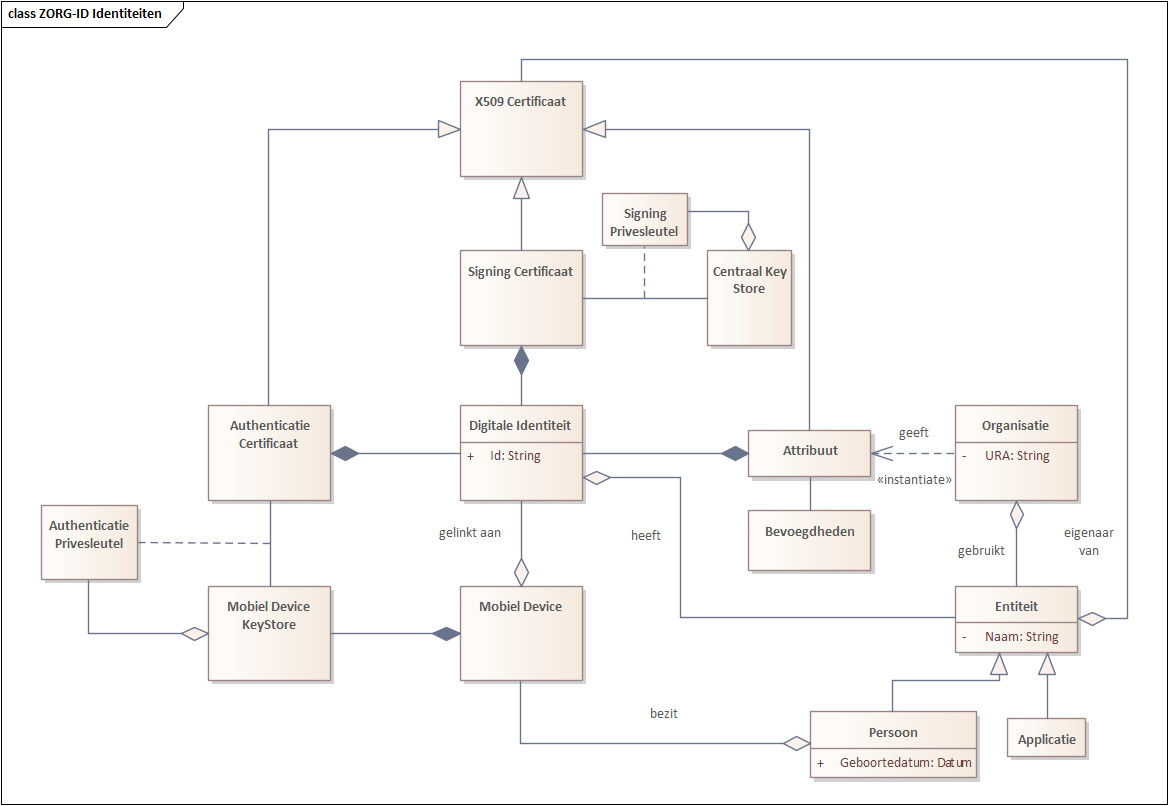 class ZORG-ID Identiteiten
X509 Certificaat
Signing
Privesleutel
Signing Certificaat
Centraal Key
Store
Authenticatie
Certificaat
Digitale Identiteit
+ Id: String
Attribuut
geeft
«instantiate»
Organisatie
- URA: String
Bevoegdheden
Authenticatie
Privesleutel
gelinkt aan
heeft
gebruikt
eigenaar
van
Mobiel Device
KeyStore
Mobiel Device
Entiteit
- Naam: String
bezit
Persoon
+ Geboortedatum: Datum
Applicatie